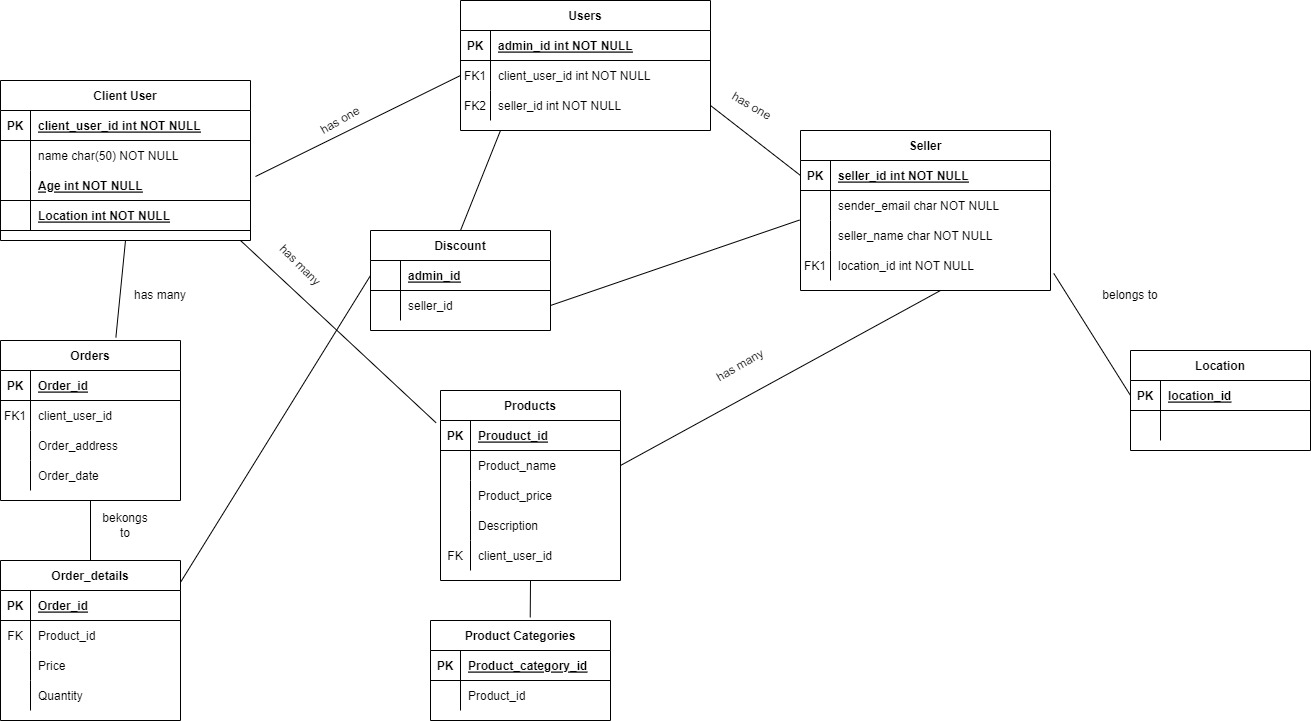 Users
PK admin_id int NOT NULL
FK1 client_user_id int NOT NULL
FK2 seller_id int NOT NULL
Client User
PK client_user_id int NOT NULL
name char(50) NOT NULL
Age int NOT NULL
Location int NOT NULL
has one
has one
Seller
PK seller_id int NOT NULL
sender_email char NOT NULL
seller_name char NOT NULL
FK1 location_id int NOT NULL
Discount
admin_id
seller_id
has many
has many
belongs to
Orders
PK Order_id
FK1 client_user_id
Order_address
Order_date
has many
Location
PK location_id
Products
PK Prouduct_id
Product_name
Product_price
Description
FK client_user_id
bekongs
to
Order_details
PK Order_id
FK Product_id
Price
Quantity
Product Categories
PK Product_category_id
Product_id